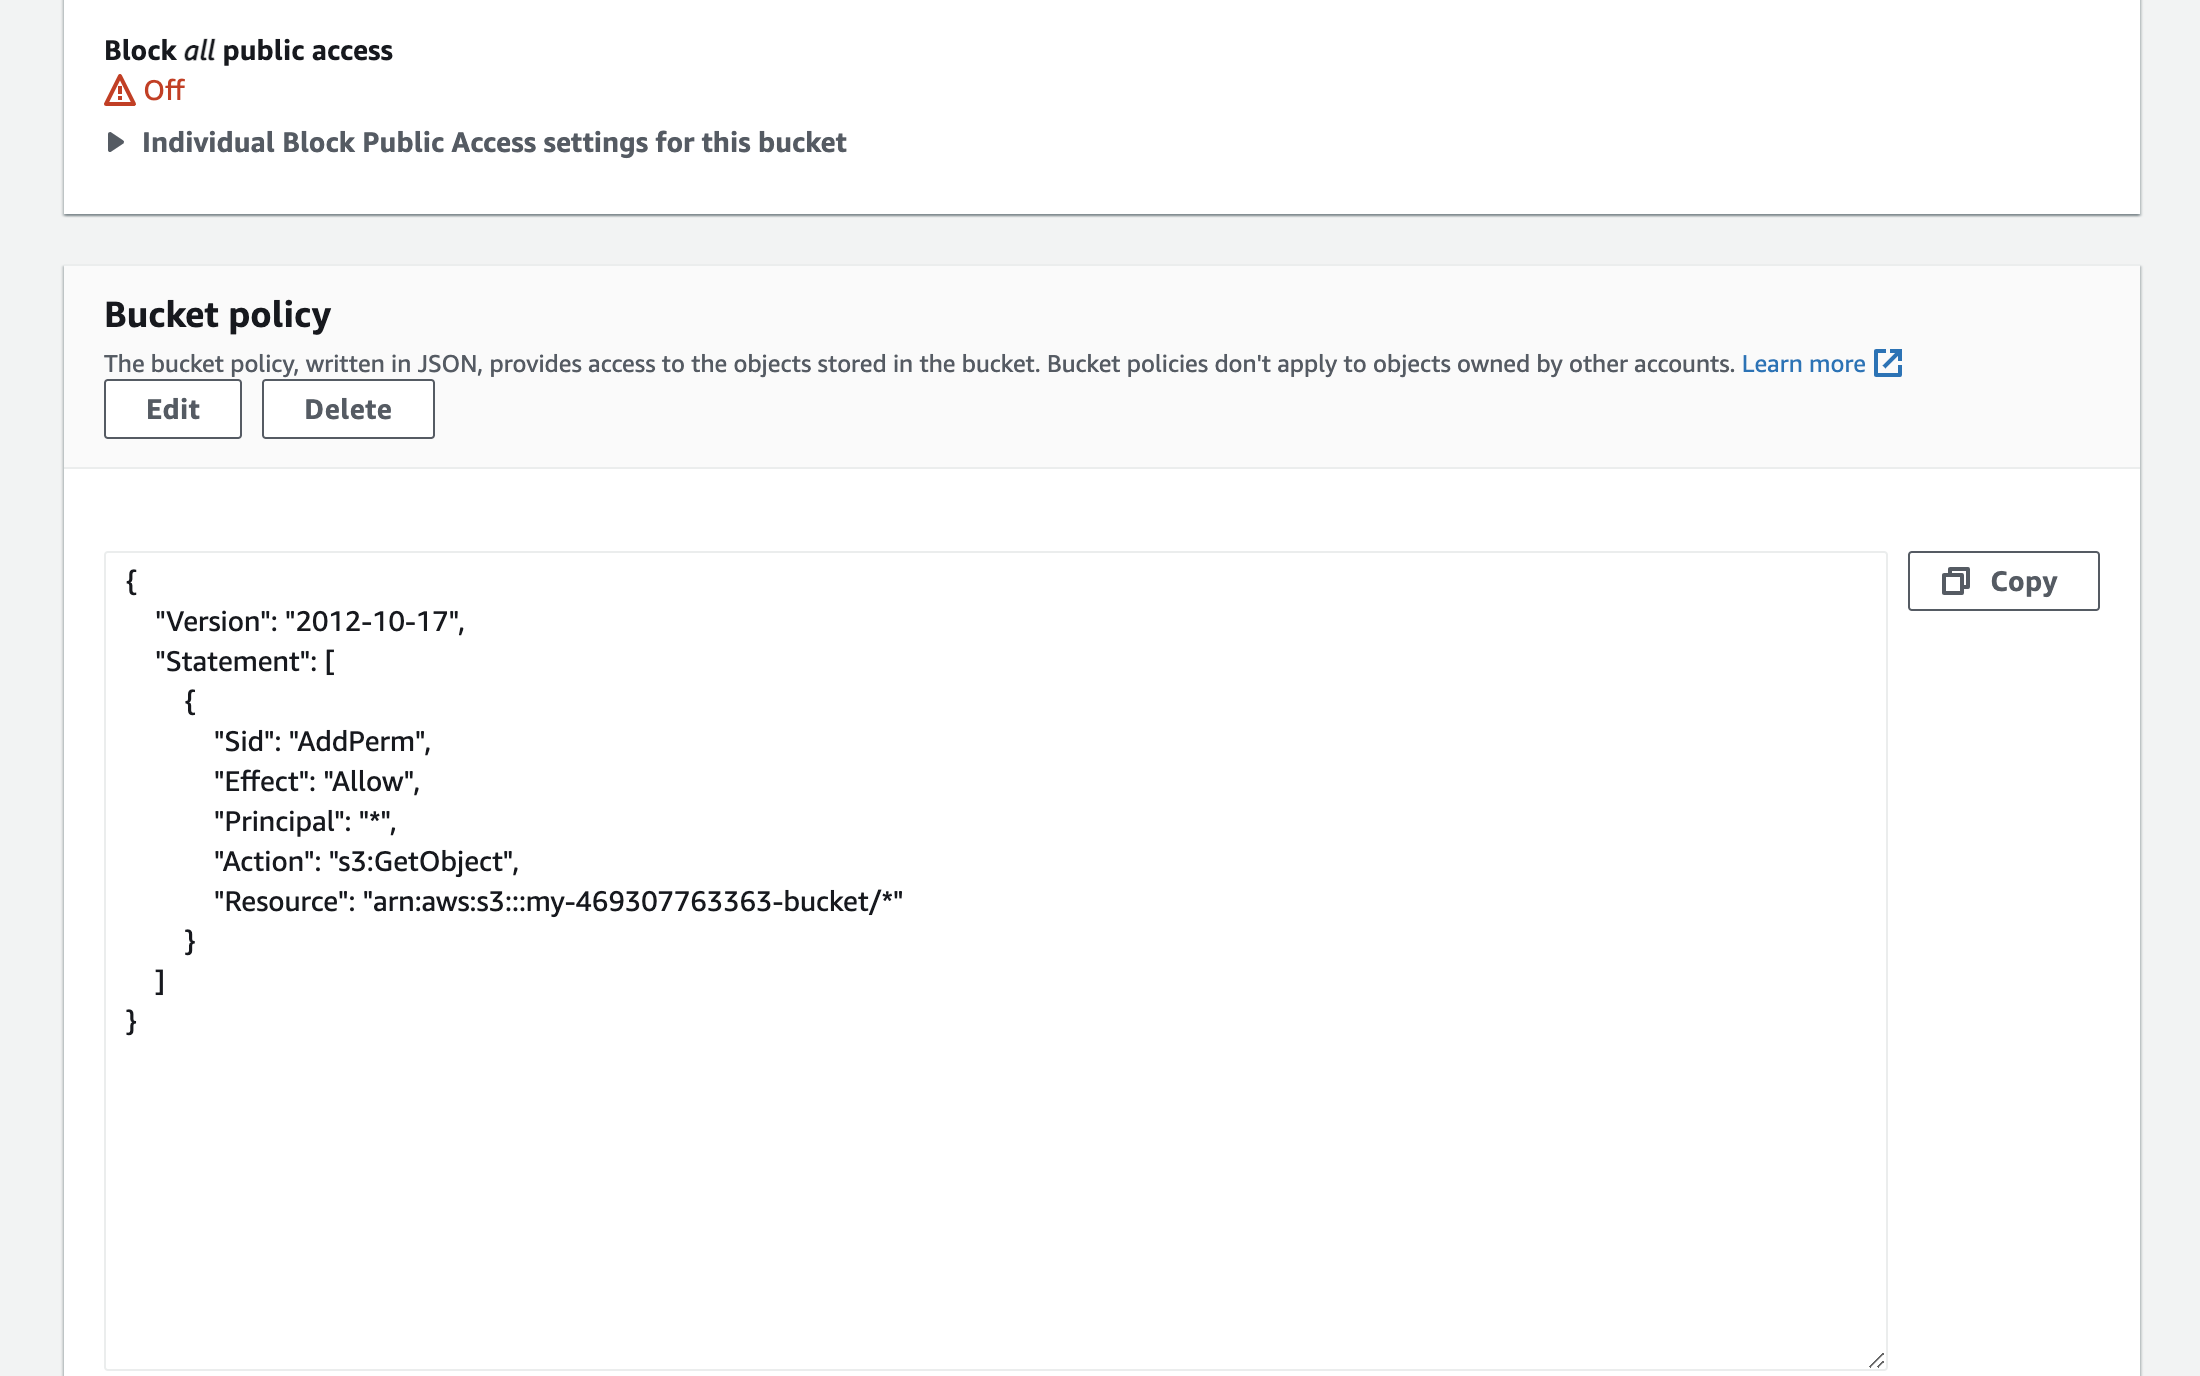 Block all public access
Off
Individual Block Public Access settings for this bucket
Bucket policy
The bucket policy, written in JSON, provides access to the objects stored in the bucket. Bucket policies don't apply to objects owned by other accounts. Learn more
Edit Delete
Copy
{
"Version": "2012-10-17",
"Statement": [
{
"Sid": "AddPerm",
"Effect": "Allow",
"Principal": "*",
"Action": "s3:GetObject",
"Resource": "arn:aws:s3:::my-469307763363-bucket/*"
}
]
}